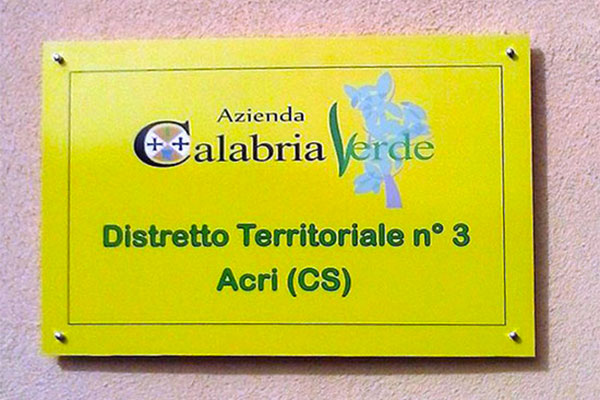 Azienda
Calabria Verde
Distretto Territoriale n° 3
Acri (CS)